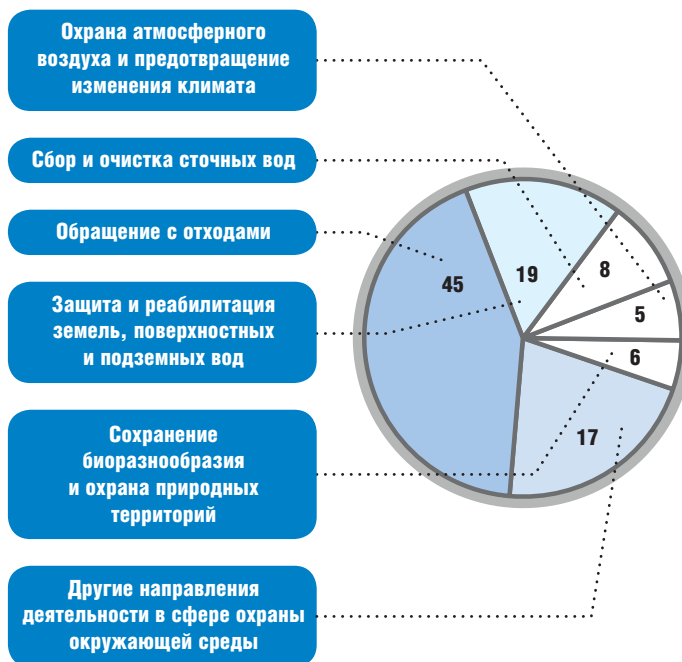 Охрана атмосферного
воздуха и предотвращение
изменения климата
Сбор и очистка сточных вод
Обращение с отходами
Защита и реабилитация
земель, поверхностных
и подземных вод
Сохранение
биоразнообразия
и охрана природных
территорий
Другие направления
деятельности в сфере охраны
окружающей среды
45
19
8
5
6
17